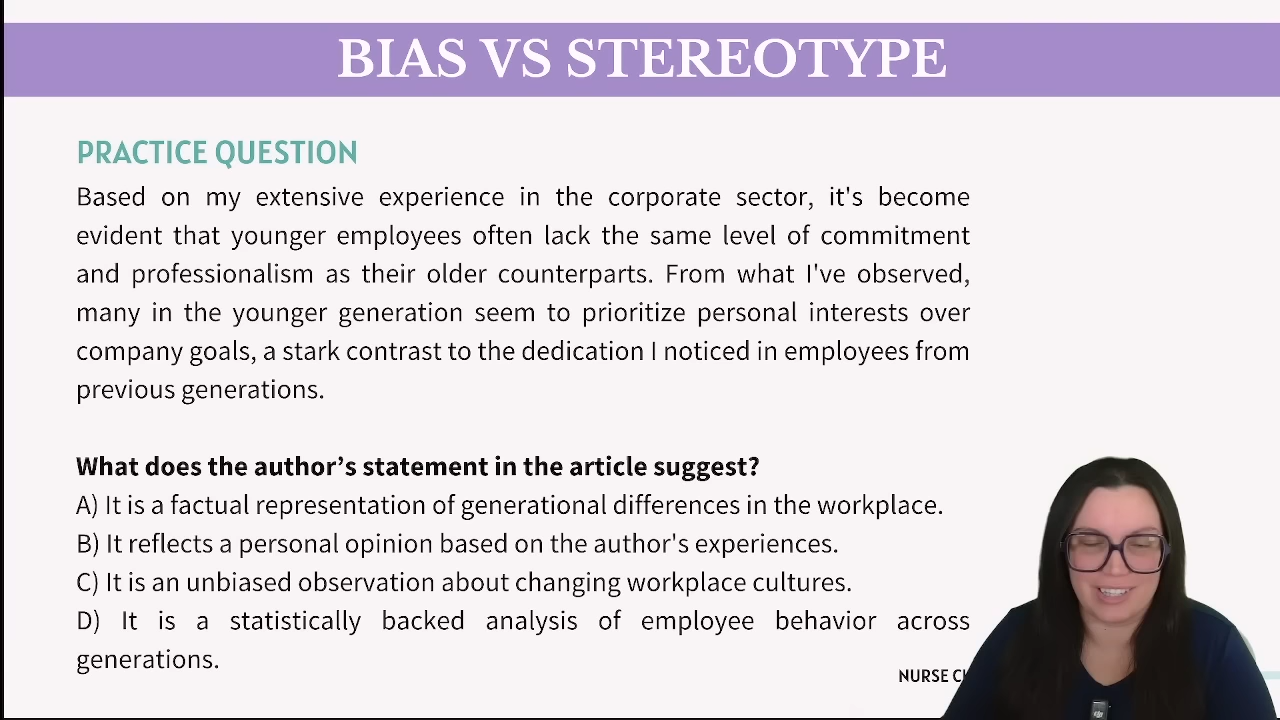 BIAS VS STEREOTYPE
PRACTICE QUESTION
Based on my extensive experience in the corporate sector, it's become
evident that younger employees often lack the same level of commitment
and professionalism as their older counterparts. From what I've observed,
many in the younger generation seem to prioritize personal interests over
company goals, a stark contrast to the dedication I noticed in employees from
previous generations.
What does the author’s statement in the article suggest?
A) It is a factual representation of generational differences in the workplace.
B) It reflects a personal opinion based on the author's experiences.
C) It is an unbiased observation about changing workplace cultures.
D) It is a statistically backed analysis of employee behavior across
generations.
NURSE